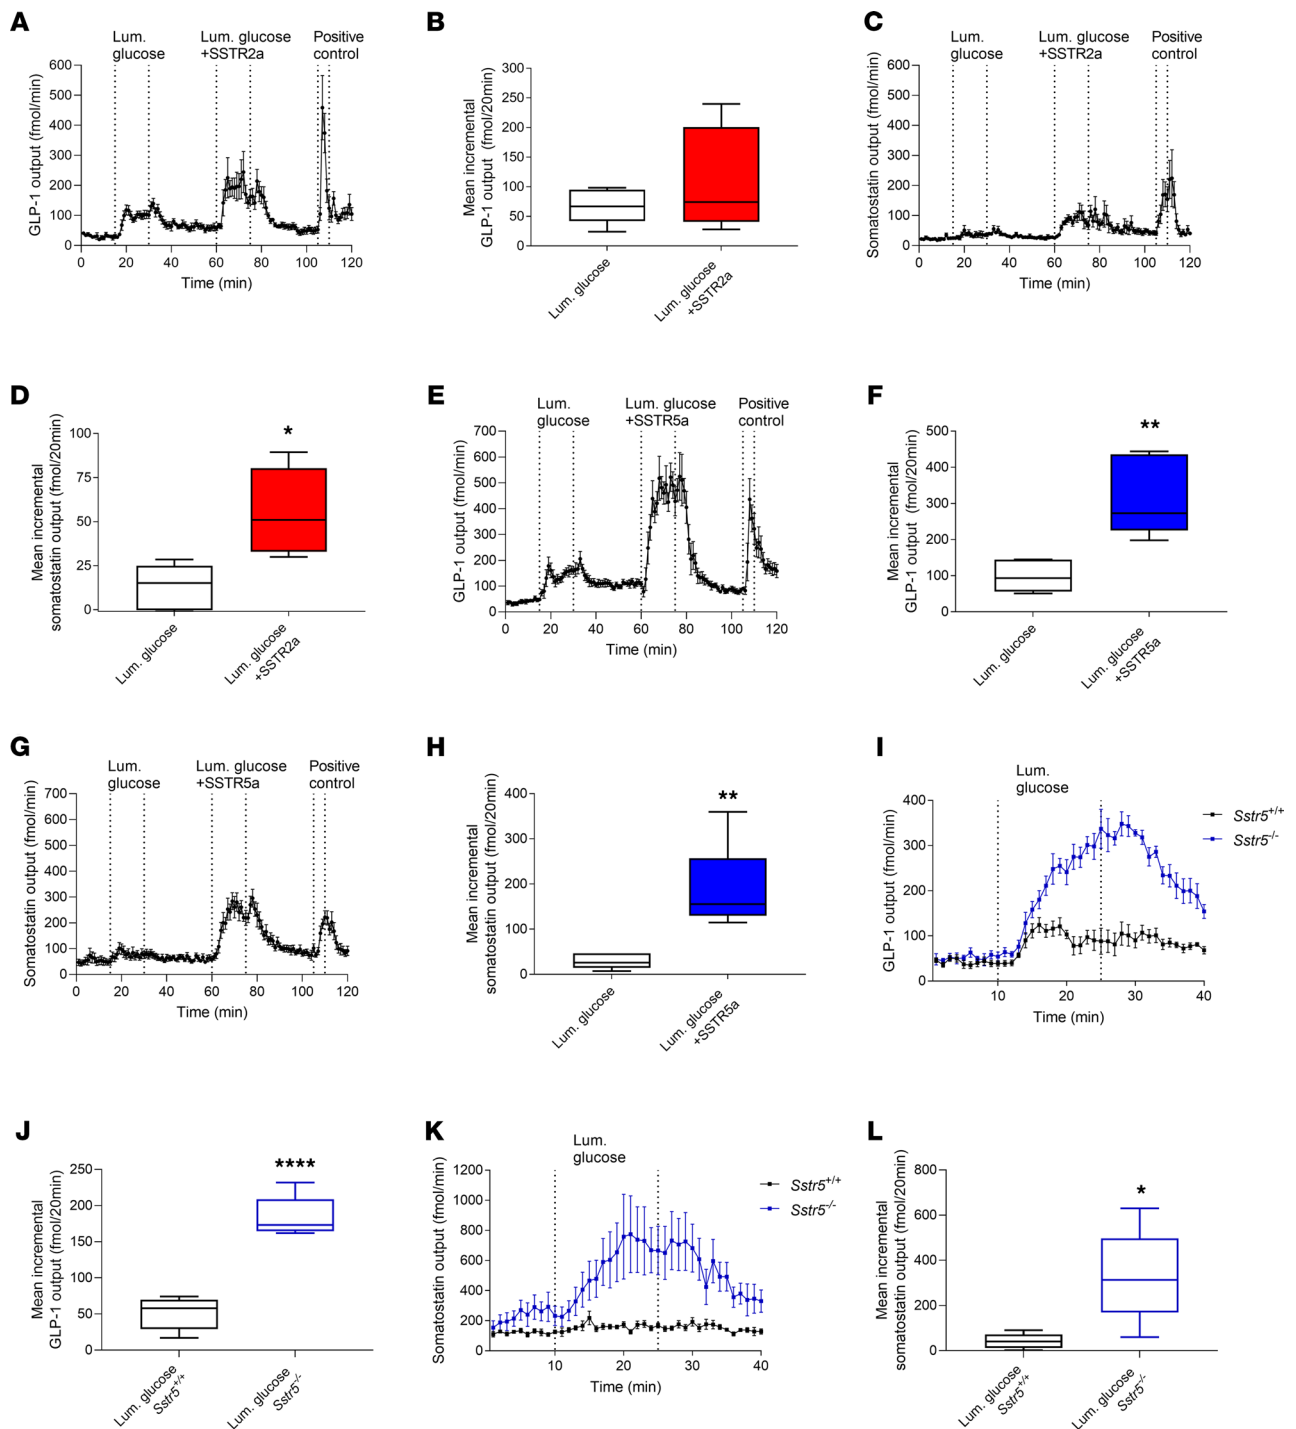 A
Lum.
glucose
Lum. glucose
+SSTR2a
Positive
control
GLP-1 output (fmol/min)
600
500
400
300
200
100
0
0 20 40 60 80 100 120
Time (min)
B
Mean incremental
GLP-1 output (fmol/20min)
300
250
200
150
100
50
0
Lum. glucose
Lum. glucose
+SSTR2a
C
Lum.
glucose
Lum. glucose
+SSTR2a
Positive
control
Somatostatin output (fmol/min)
600
500
400
300
200
100
0
0 20 40 60 80 100 120
Time (min)
D
Mean incremental
somatostatin output (fmol/20min)
100
75
50
25
0
*
Lum. glucose
Lum. glucose
+SSTR2a
E
Lum.
glucose
Lum. glucose
+SSTR5a
Positive
control
GLP-1 output (fmol/min)
700
600
500
400
300
200
100
0
0 20 40 60 80 100 120
Time (min)
F
Mean incremental
GLP-1 output (fmol/20min)
500
400
300
200
100
0
**
Lum. glucose
Lum. glucose
+SSTR5a
G
Lum.
glucose
Lum. glucose
+SSTR5a
Positive
control
Somatostatin output (fmol/min)
700
600
500
400
300
200
100
0
0 20 40 60 80 100 120
Time (min)
H
Mean incremental
somatostatin output (fmol/20min)
400
300
200
100
0
**
Lum. glucose
Lum. glucose
+SSTR5a
I
Lum.
glucose
GLP-1 output (fmol/min)
400
300
200
100
0
10 20 30 40
Time (min)
Sstr5+/+
Sstr5-/-
J
Mean incremental
GLP-1 output (fmol/20min)
250
200
150
100
50
0
****
Lum. glucose
Sstr5+/+
Lum. glucose
Sstr5-/-
K
Lum.
glucose
Somatostatin output (fmol/min)
1200
1000
800
600
400
200
0
10 20 30 40
Time (min)
Sstr5+/+
Sstr5-/-
L
Mean incremental
somatostatin output (fmol/20min)
800
600
400
200
0
*
Lum. glucose
Sstr5+/+
Lum. glucose
Sstr5-/-